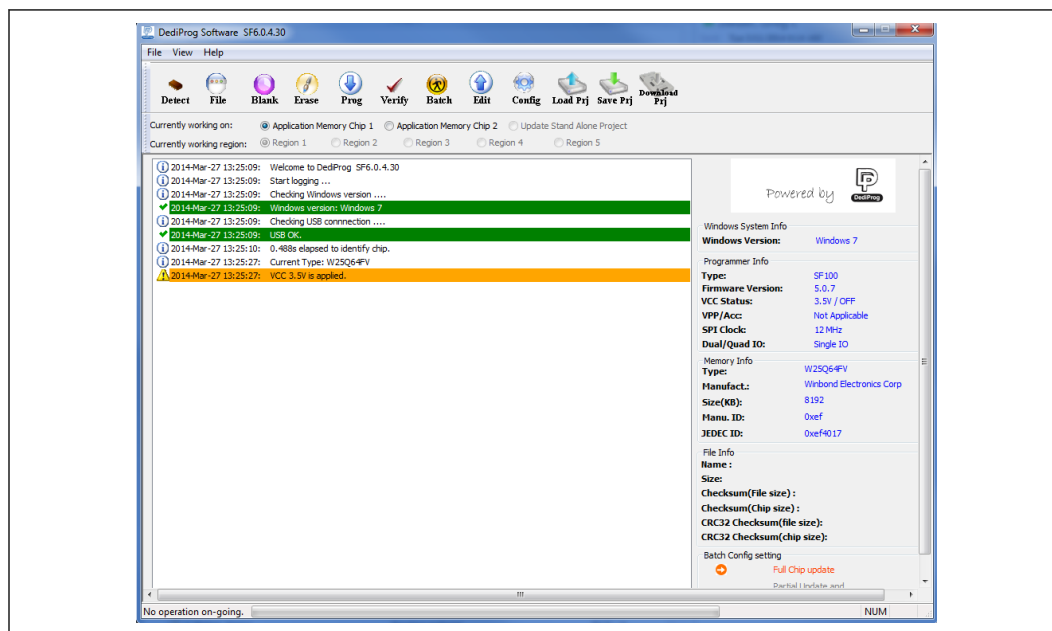 DediProg Software SF6.0.4.30
File View Help
Detect File Blank Erase Prog Verify Batch Edit Config Load Prj Save Prj Download Prj
Currently working on: Application Memory Chip 1 Application Memory Chip 2 Update Stand Alone Project
Currently working region: Region 1 Region 2 Region 3 Region 4 Region 5
2014-Mar-27 13:25:09: Welcome to DediProg SF6.0.4.30
2014-Mar-27 13:25:09: Start logging ...
2014-Mar-27 13:25:09: Checking Windows version ....
2014-Mar-27 13:25:09: Windows version: Windows 7
2014-Mar-27 13:25:09: Checking USB connnection ....
2014-Mar-27 13:25:09: USB OK.
2014-Mar-27 13:25:10: 0.488s elapsed to identify chip.
2014-Mar-27 13:25:27: Current Type: W25Q64FV
2014-Mar-27 13:25:27: VCC 3.5V is applied.
Powered by DediProg
Windows System Info
Windows Version: Windows 7
Programmer Info
Type: SF100
Firmware Version: 5.0.7
VCC Status: 3.5V / OFF
VPP/Acc: Not Applicable
SPI Clock: 12 MHz
Dual/Quad IO: Single IO
Memory Info
Type: W25Q64FV
Manufact.: Winbond Electronics Corp
Size(KB): 8192
Manu. ID: 0xef
JEDEC ID: 0xef4017
File Info
Name :
Size:
Checksum(File size) :
Checksum(Chip size) :
CRC32 Checksum(file size):
CRC32 Checksum(chip size):
Batch Config setting
Full Chip update
Partial Update and
No operation on-going.
NUM